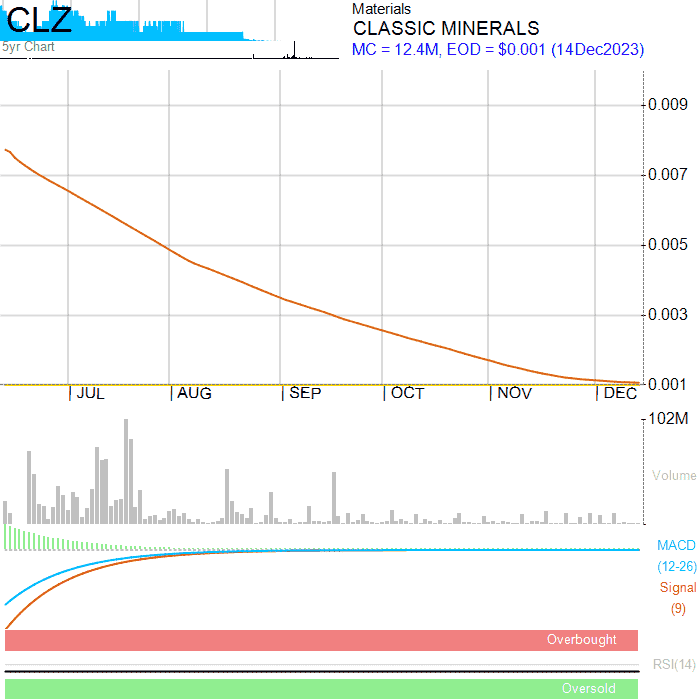 CLZ
5yr Chart
Materials
CLASSIC MINERALS
MC = 12.4M, EOD = $0.001 (14Dec2023)
0.009
0.007
0.005
0.003
0.001
JUL AUG SEP OCT NOV DEC
102M
Volume
MACD
(12-26)
Signal
(9)
Overbought
RSI(14)
Oversold